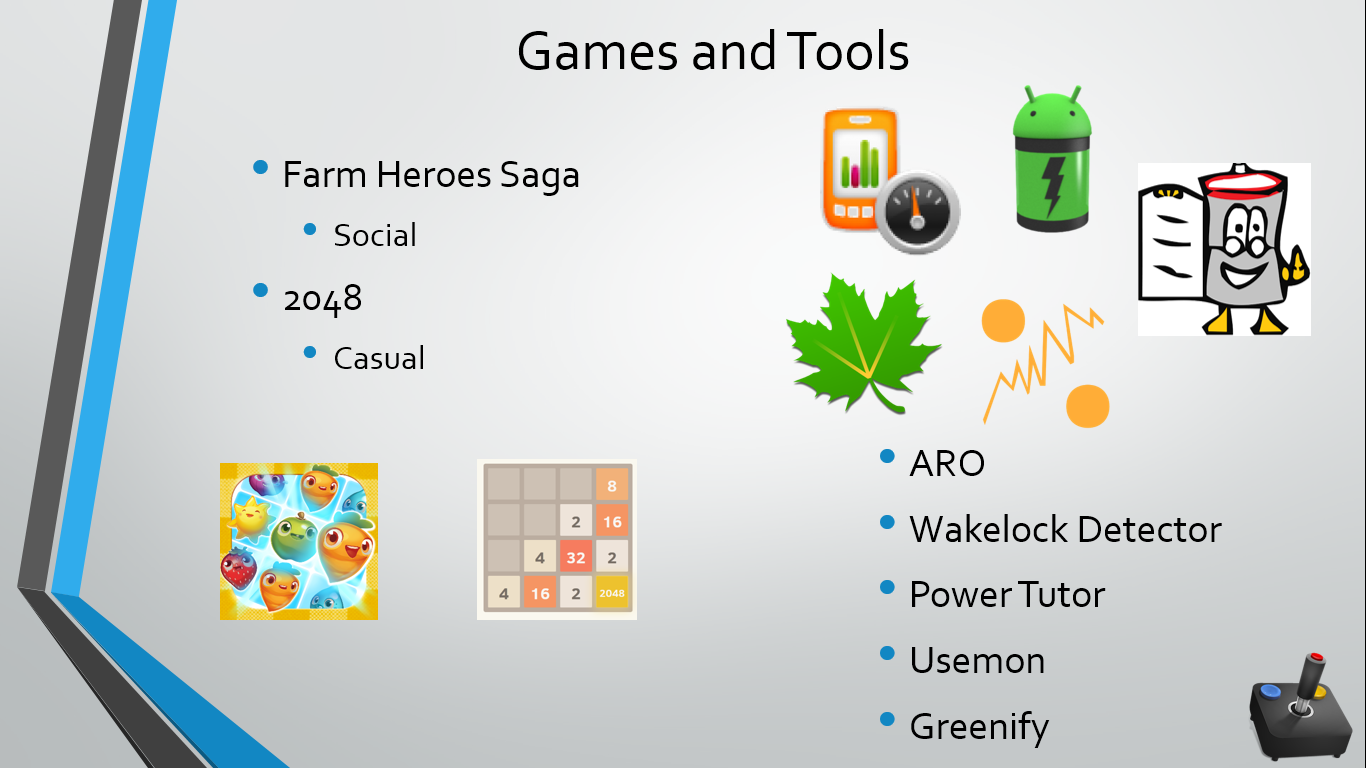 Games and Tools
Farm Heroes Saga
Social
2048
Casual
8
2 16
4 32 2
4 16 2 2048
ARO
Wakelock Detector
Power Tutor
Usemon
Greenify